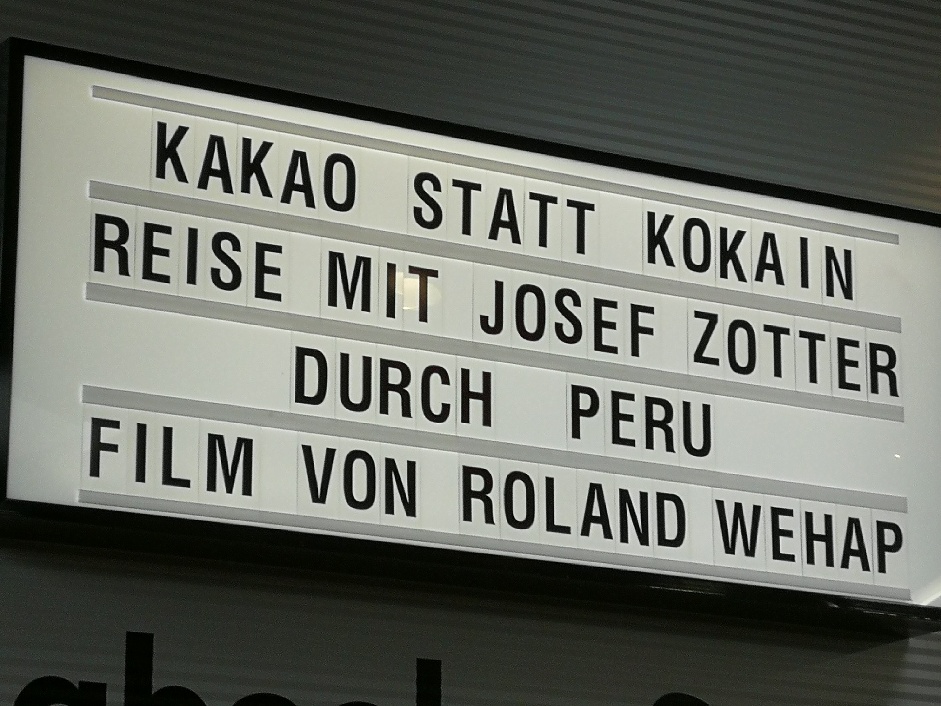 KAKAO STATT KOKAIN
REISE MIT JOSEF ZOTTER
DURCH PERU
FILM VON ROLAND WEHAP